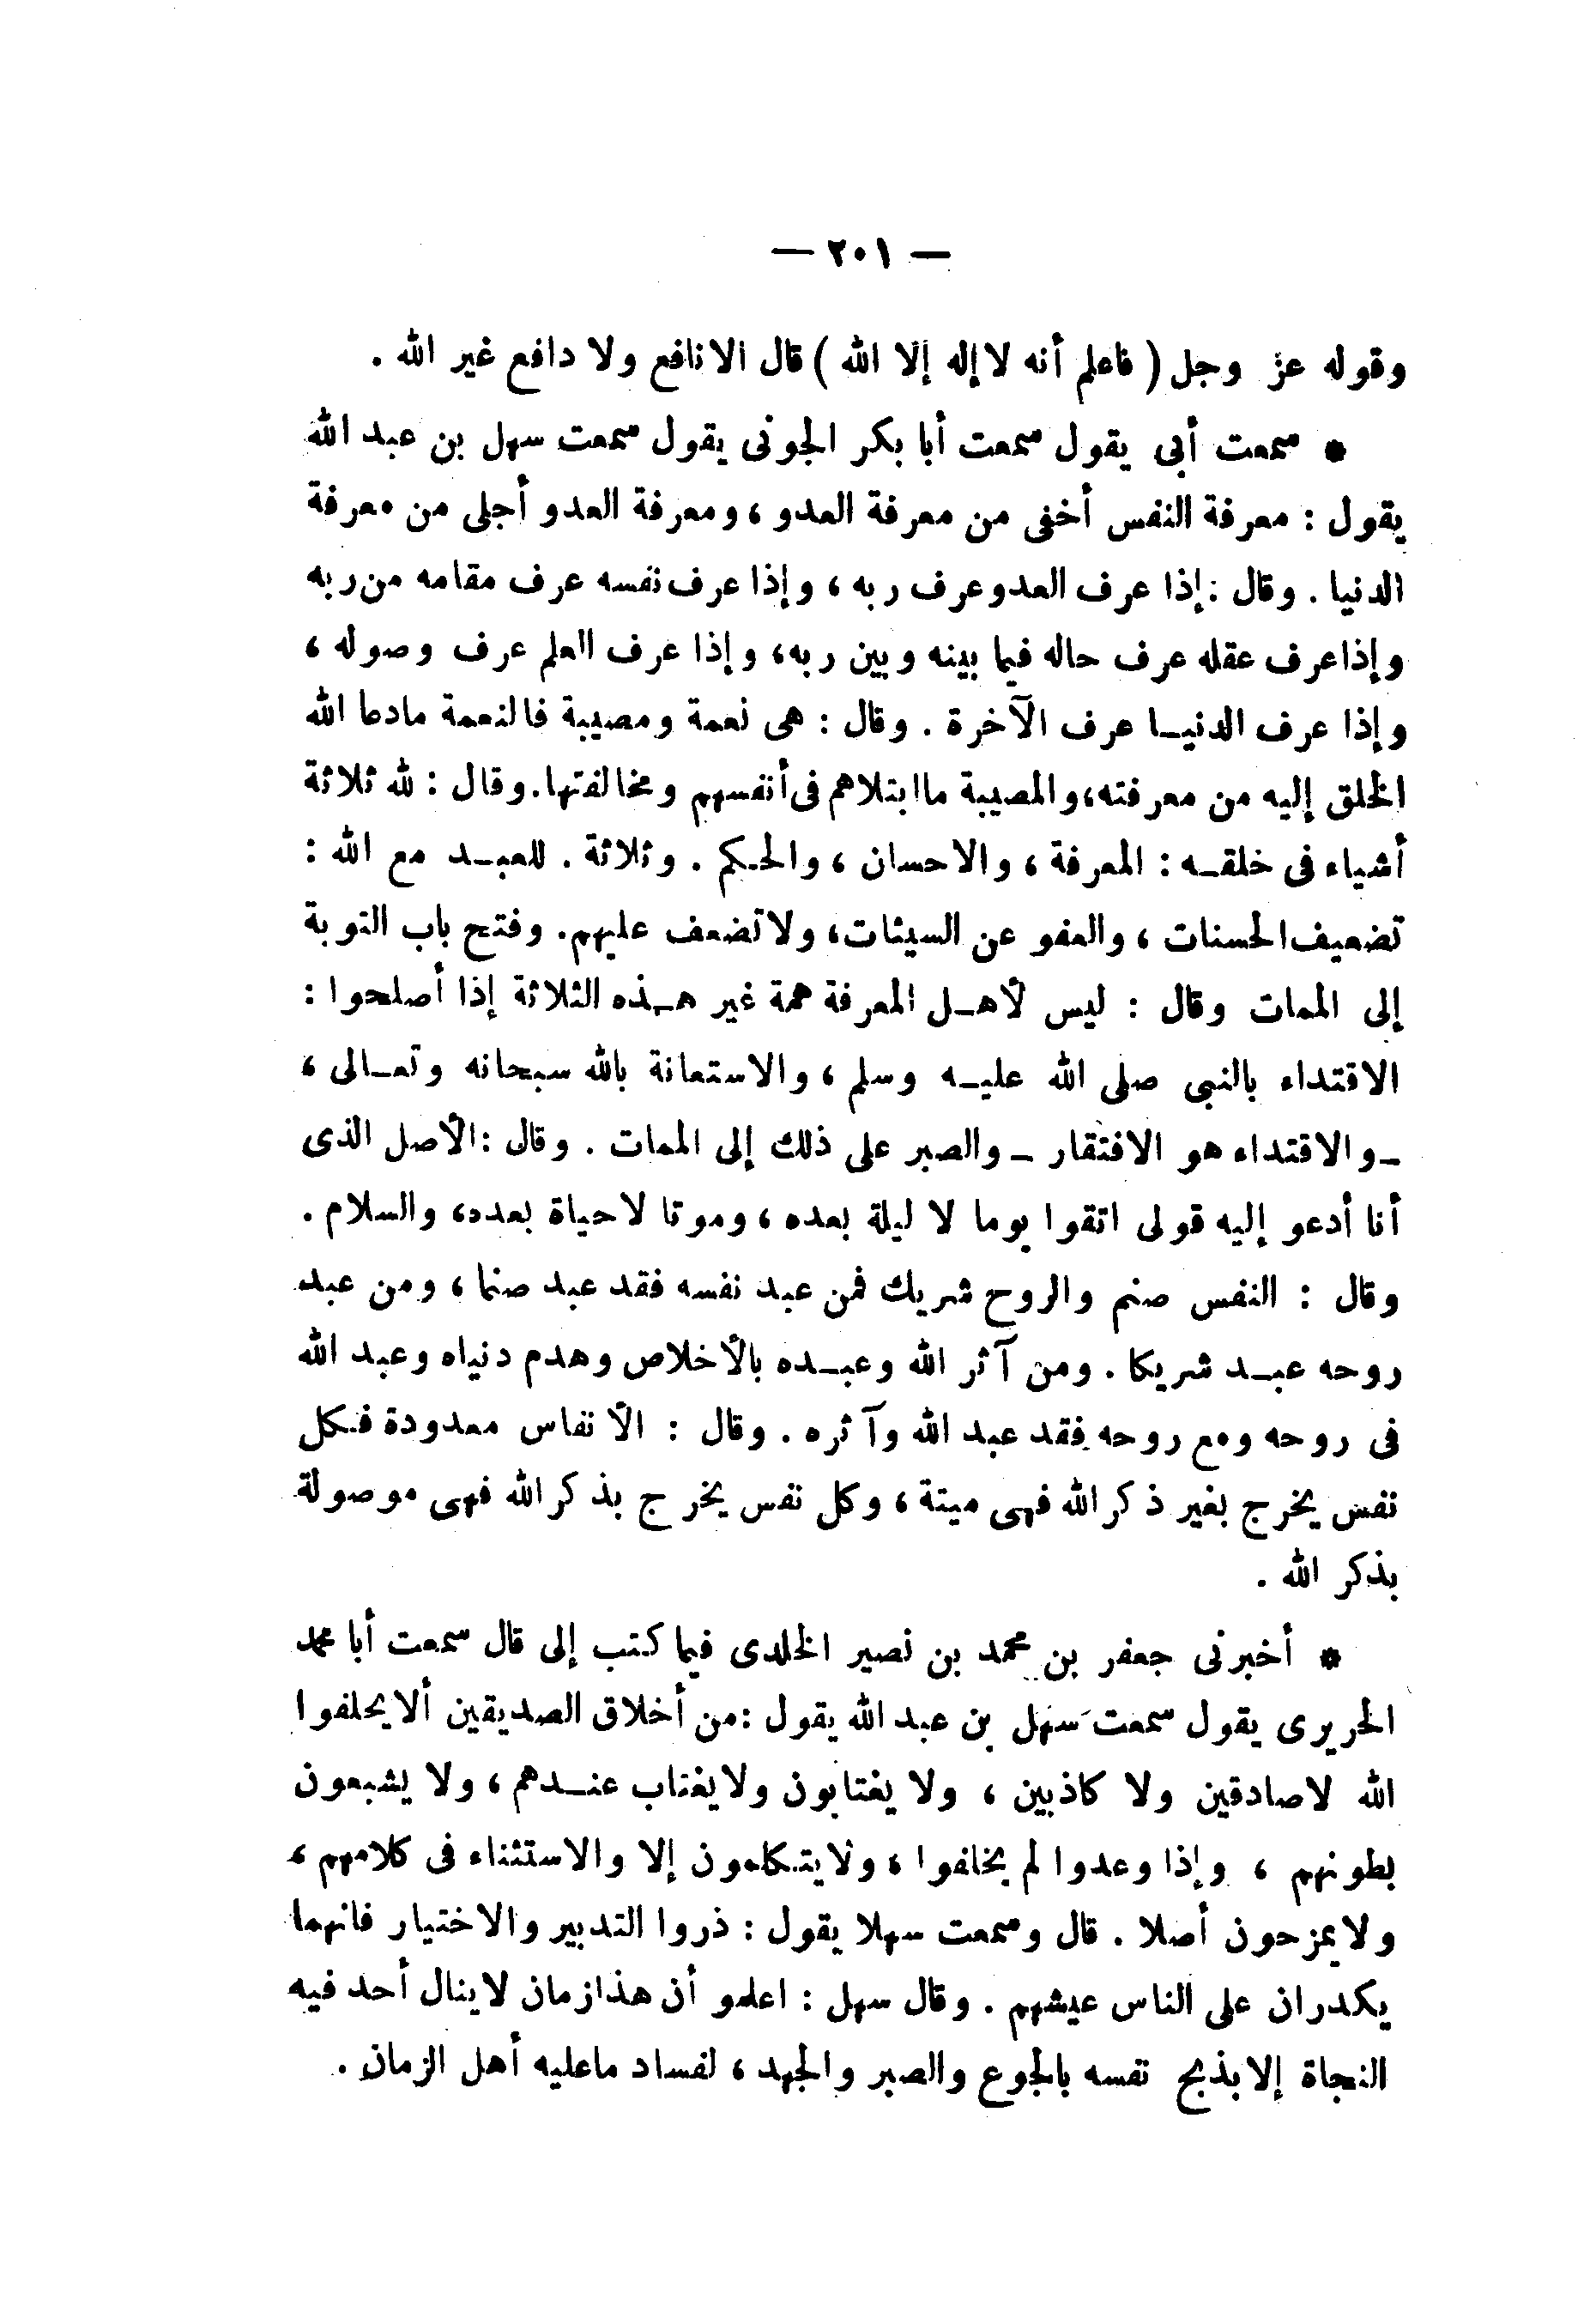 — ٢٠١ —
وقوله عز وجل ( فاعلم أنه لا إله إلا الله ) قال الا نافع ولا دافع غير الله .
* سمعت أبى يقول سمعت أبا بكر الجونى يقول سمعت سهل بن عبد الله
يقول : معرفة النفس أخفى من معرفة العدو ، ومعرفة العدو أجلى من معرفة
الدنيا . وقال : إذا عرف العدو عرف ربه ، وإذا عرف نفسه عرف مقامه من ربه
وإذا عرف عقله عرف حاله فيما بينه وبين ربه، وإذا عرف العلم عرف وصوله ،
وإذا عرف الدنيا عرف الآخرة . وقال : هى نعمة ومصيبة فالنعمة مادعا الله
الخلق إليه من معرفته، والمصيبة ما ابتلاهم فى أنفسهم ومخالفتها. وقال : لله ثلاثة
أشياء فى خلقه : المعرفة ، والاحسان ، والحكم . وثلاثة . للعبد مع الله :
تضعيف الحسنات ، والعفو عن السيئات، ولا تضعف عليهم. وفتح باب التوبة
إلى الممات وقال : ليس لأهل المعرفة همة غير هذه الثلاثة إذا أصلحوا :
الاقتداء بالنبى صلى الله عليه وسلم ، والاستعانة بالله سبحانه وتعالى ،
- والاقتداء هو الافتقار - والصبر على ذلك إلى الممات . وقال : الأصل الذى
أنا أدعو إليه قولى اتقوا يوما لا ليلة بعده ، وموتا لا حياة بعده، والسلام .
وقال : النفس صنم والروح شريك فمن عبد نفسه فقد عبد صنما ، ومن عبد
روحه عبد شريكا . ومن آثر الله وعبده بالأخلاص وهدم دنياه وعبد الله
فى روحه ومع روحه فقد عبد الله وآثره . وقال : الأنفاس معدودة فكل
نفس يخرج بغير ذكر الله فهى ميتة ، وكل نفس يخرج بذكر الله فهى موصولة
بذكر الله .
* أخبرنى جعفر بن محمد بن نصير الخلدى فيما كتب إلى قال سمعت أبا محمد
الحريرى يقول سمعت سهل بن عبد الله يقول : من أخلاق الصديقين ألا يحلفوا
الله لا صادقين ولا كاذبين ، ولا يغتابون ولا يغتاب عندهم ، ولا يشبعون
بطونهم ، وإذا وعدوا لم يخلفوا ، ولا يتكلمون إلا والاستثناء فى كلامهم ،
ولا يمزحون أصلا . قال وسمعت سهلا يقول : ذروا التدبير والاختيار فانهما
يكدران على الناس عيشهم . وقال سهل : اعلمو أن هذا زمان لا ينال أحد فيه
النجاة إلا بذبح نفسه بالجوع والصبر والجهد ، لفساد ما عليه أهل الزمان .